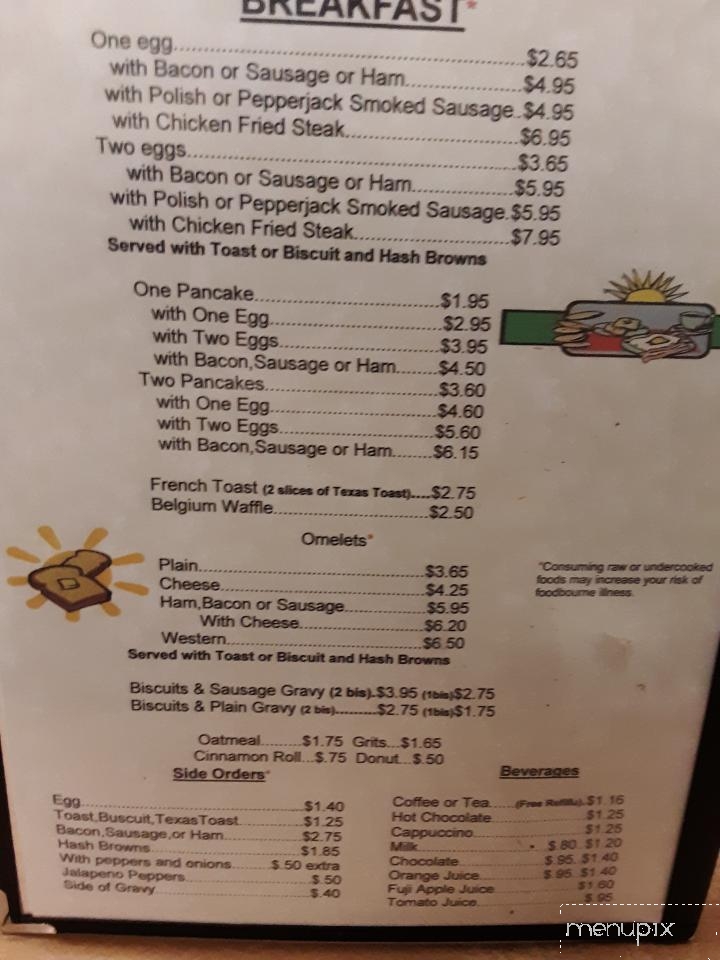 BREAKFAST*
One egg..........$2.65
with Bacon or Sausage or Ham..........$4.95
with Polish or Pepperjack Smoked Sausage..$4.95
with Chicken Fried Steak..........$6.95
Two eggs..........$3.65
with Bacon or Sausage or Ham..........$5.95
with Polish or Pepperjack Smoked Sausage.$5.95
with Chicken Fried Steak..........$7.95
Served with Toast or Biscuit and Hash Browns
One Pancake..........$1.95
with One Egg..........$2.95
with Two Eggs..........$3.95
with Bacon,Sausage or Ham.......$4.50
Two Pancakes..........$3.60
with One Egg..........$4.60
with Two Eggs..........$5.60
with Bacon,Sausage or Ham.......$6.15
French Toast (2 slices of Texas Toast)....$2.75
Belgium Waffle..........$2.50
Omelets*
Plain..........$3.65
Cheese..........$4.25
Ham,Bacon or Sausage..........$5.95
With Cheese..........$6.20
Western..........$6.50
Served with Toast or Biscuit and Hash Browns
*Consuming raw or undercooked
foods may increase your risk of
foodbourne illness.
Biscuits & Sausage Gravy (2 bis).$3.95 (1bis)$2.75
Biscuits & Plain Gravy (2 bis)..........$2.75 (1bis)$1.75
Oatmeal.........$1.75 Grits...$1.65
Cinnamon Roll...$.75 Donut...$.50
Side Orders*
Egg..........$1.40
Toast,Buscuit,TexasToast..........$1.25
Bacon,Sausage,or Ham..........$2.75
Hash Browns..........$1.85
With peppers and onions........$.50 extra
Jalapeno Peppers..........$.50
Side of Gravy..........$.40
Beverages
Coffee or Tea......(Free Refills).$1.16
Hot Chocolate..........$1.25
Cappuccino..........$1.25
Milk..........$.80 $1.20
Chocolate..........$.95 $1.40
Orange Juice..........$.95 $1.40
Fuji Apple Juice..........$1.60
Tomato Juice..........$.95
menupix